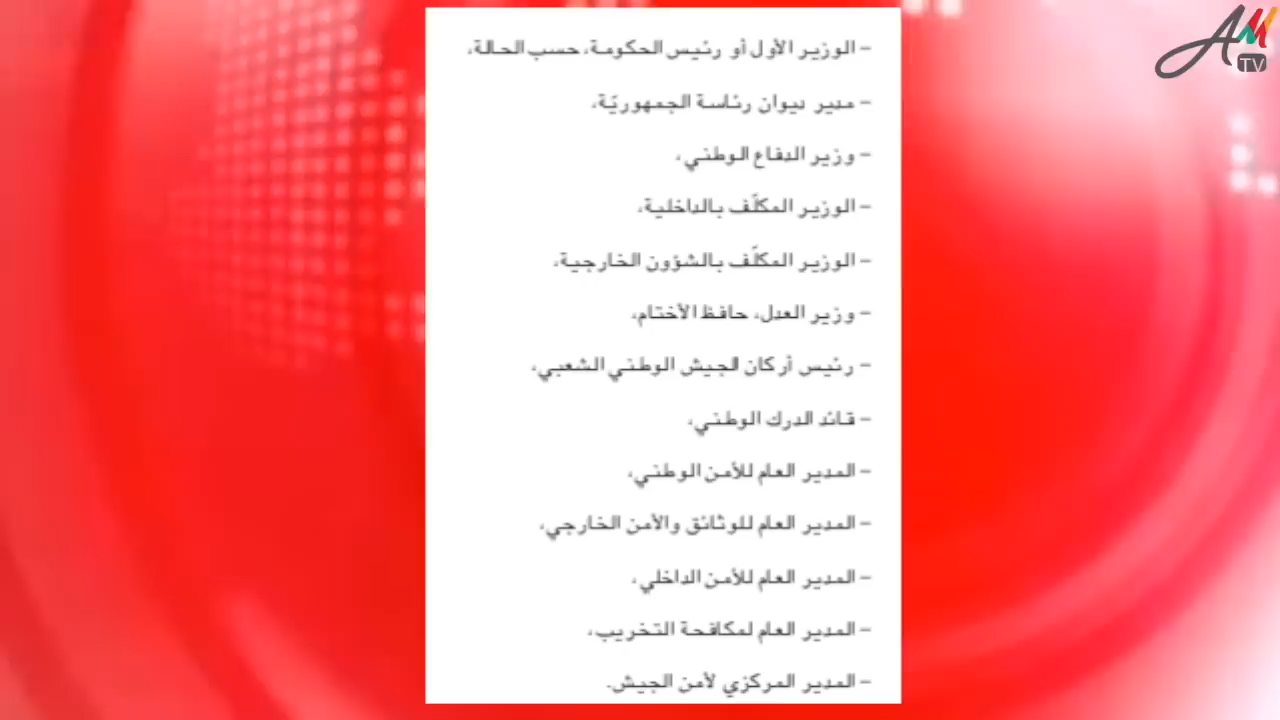 – الوزير الأول أو رئيس الحكومة، حسب الحالة،
– مدير ديوان رئاسة الجمهوريّة،
– وزير الدفاع الوطني،
– الوزير المكلّف بالداخلية،
– الوزير المكلّف بالشؤون الخارجية،
– وزير العدل، حافظ الأختام،
– رئيس أركان الجيش الوطني الشعبي،
– قائد الدرك الوطني،
– المدير العام للأمن الوطني،
– المدير العام للوثائق والأمن الخارجي،
– المدير العام للأمن الداخلي،
– المدير العام لمكافحة التخريب،
– المدير المركزي لأمن الجيش.
AM
TV